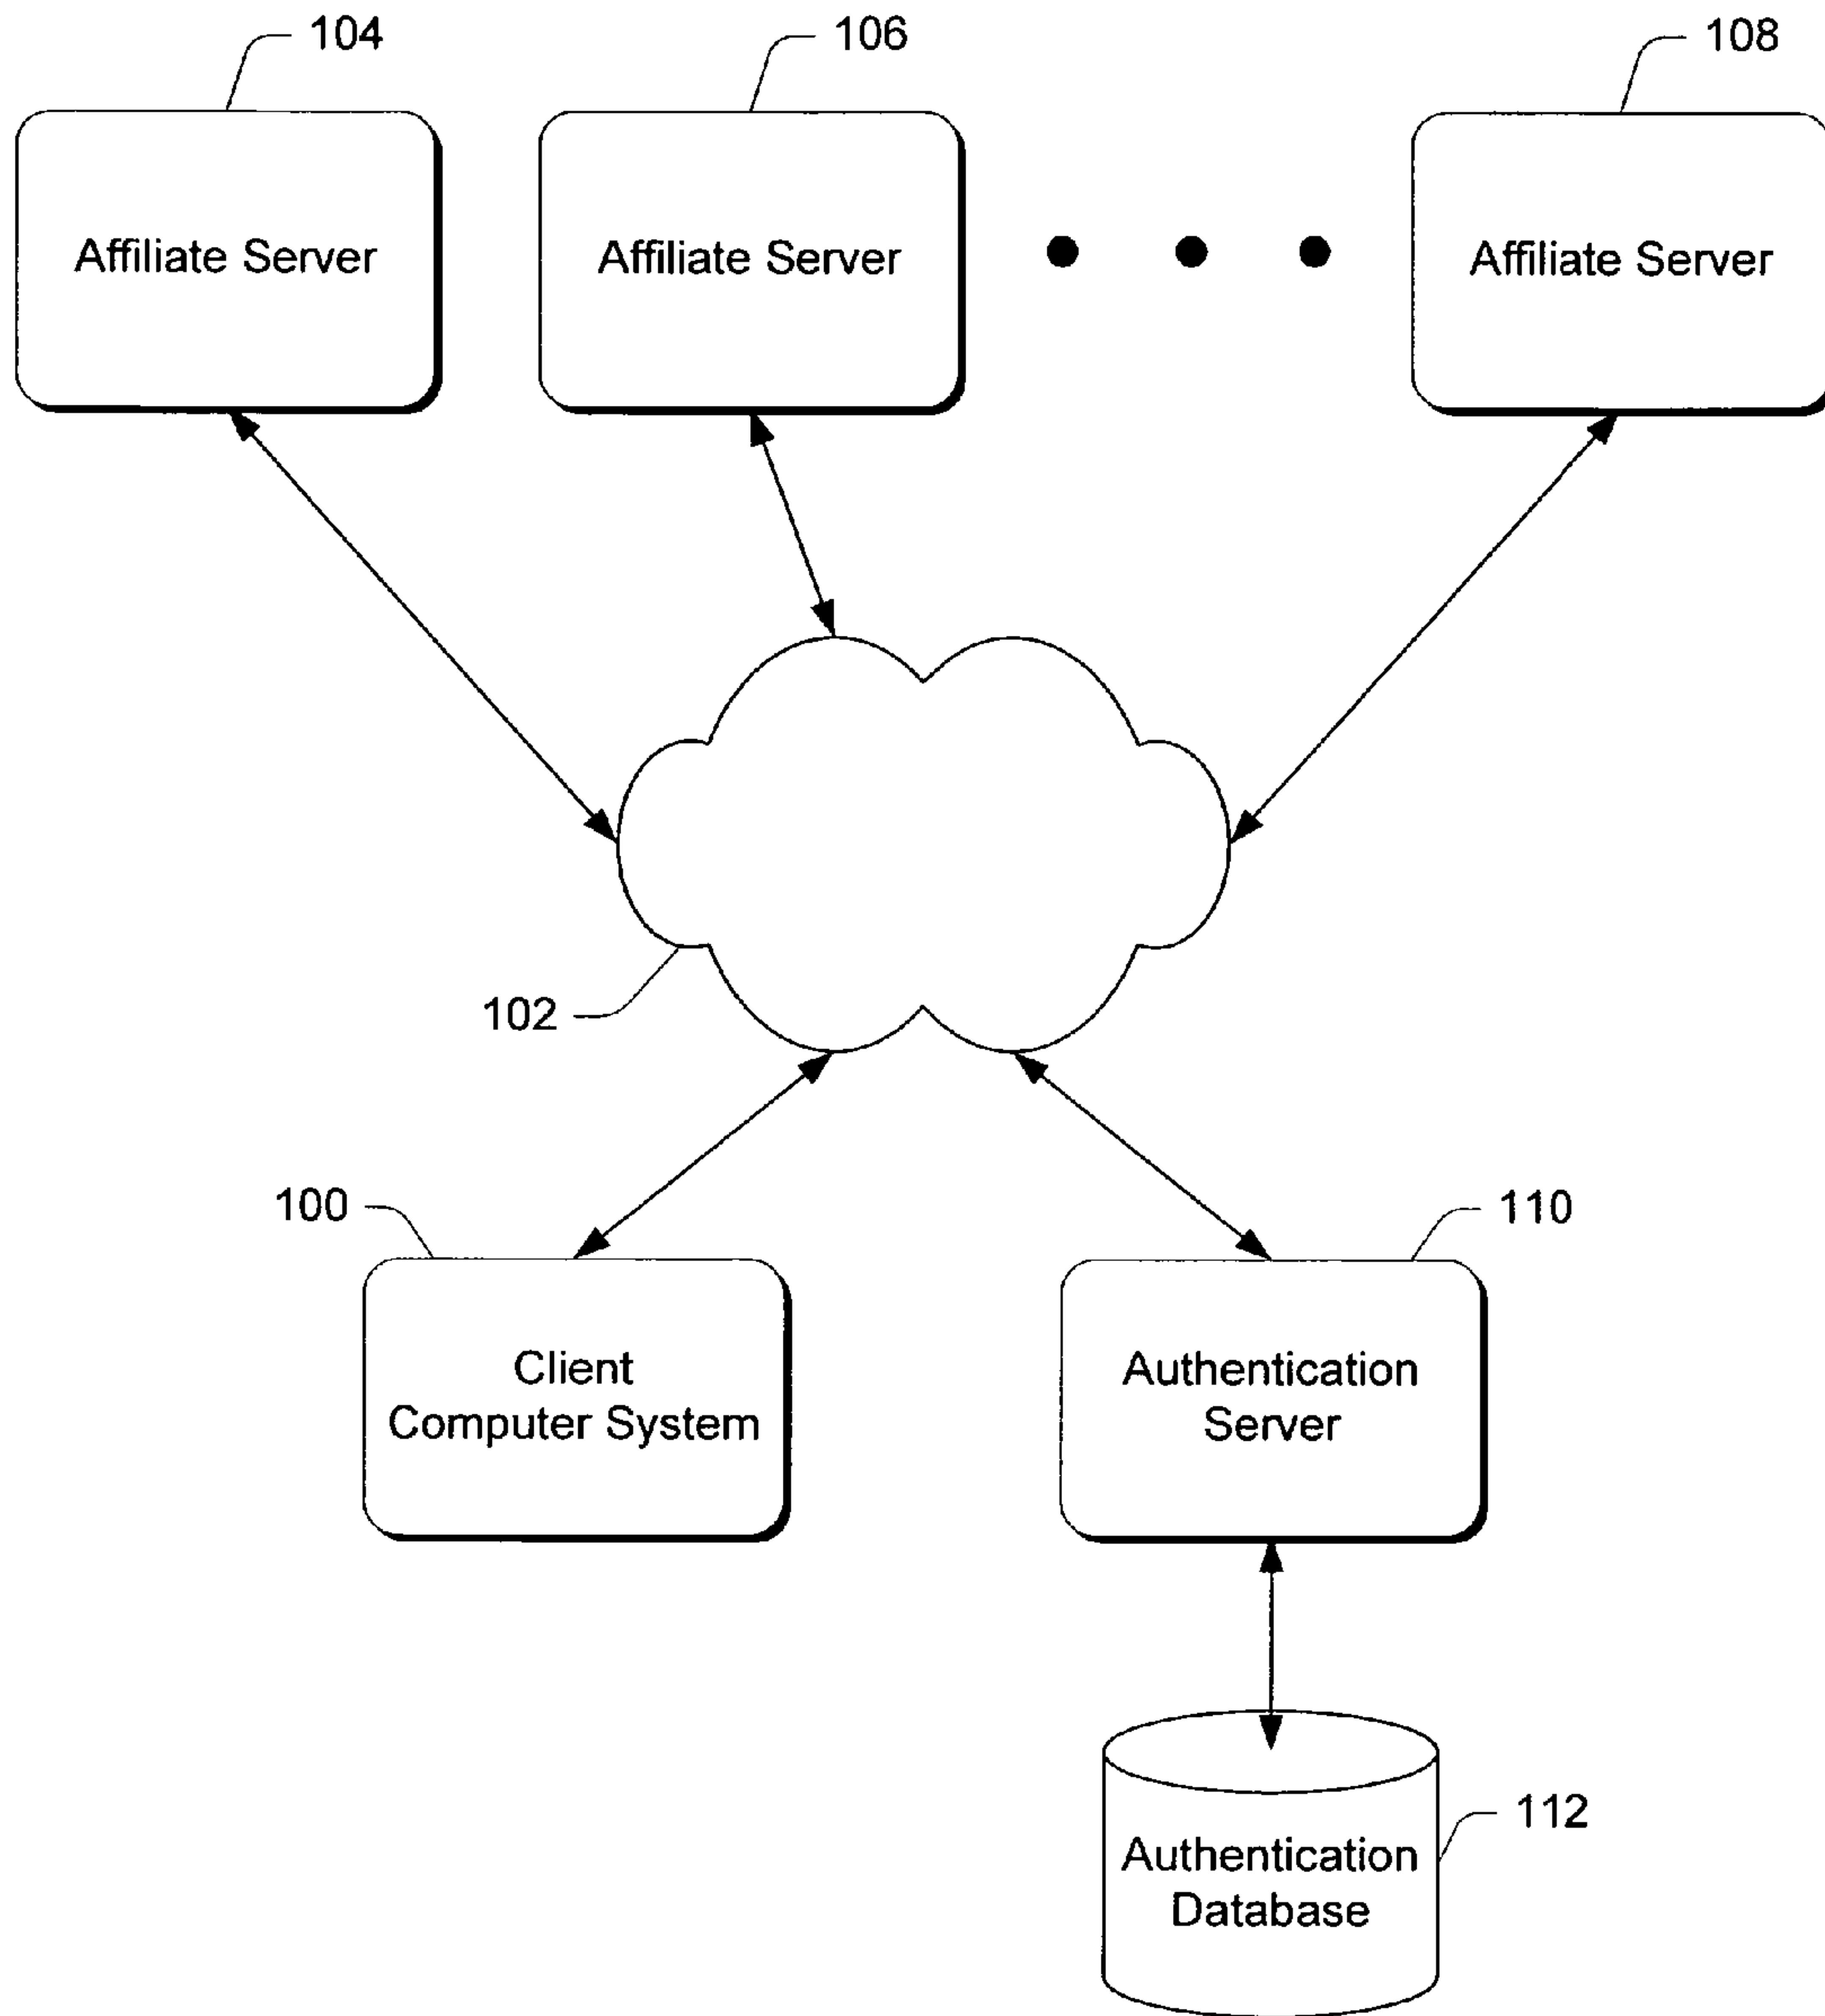 104
106
108
Affiliate Server
Affiliate Server
Affiliate Server
102
100
110
Client
Computer System
Authentication
Server
112
Authentication
Database